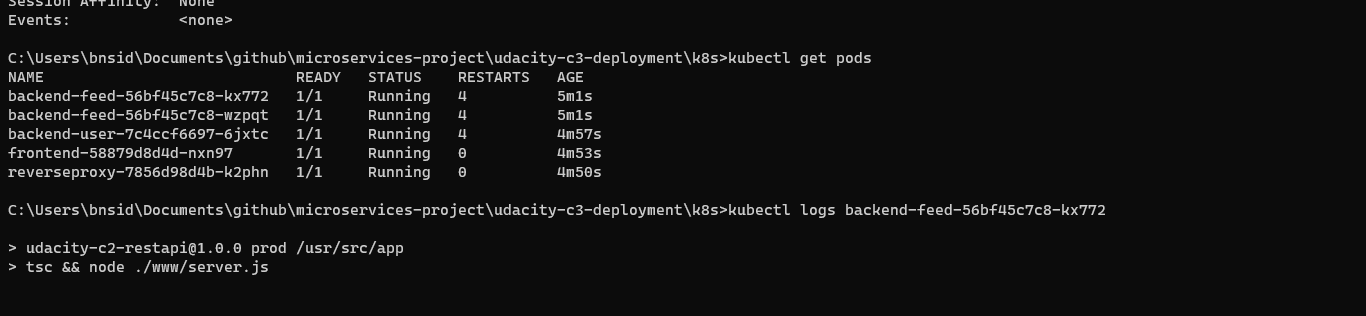 Session Affinity:  None
Events:            <none>
C:\Users\bnsid\Documents\github\microservices-project\udacity-c3-deployment\k8s>kubectl get pods
NAME                            READY   STATUS    RESTARTS   AGE
backend-feed-56bf45c7c8-kx772   1/1     Running   4          5m1s
backend-feed-56bf45c7c8-wzpqt   1/1     Running   4          5m1s
backend-user-7c4ccf6697-6jxtc   1/1     Running   4          4m57s
frontend-58879d8d4d-nxn97       1/1     Running   0          4m53s
reverseproxy-7856d98d4b-k2phn   1/1     Running   0          4m50s
C:\Users\bnsid\Documents\github\microservices-project\udacity-c3-deployment\k8s>kubectl logs backend-feed-56bf45c7c8-kx772
> udacity-c2-restapi@1.0.0 prod /usr/src/app
> tsc && node ./www/server.js